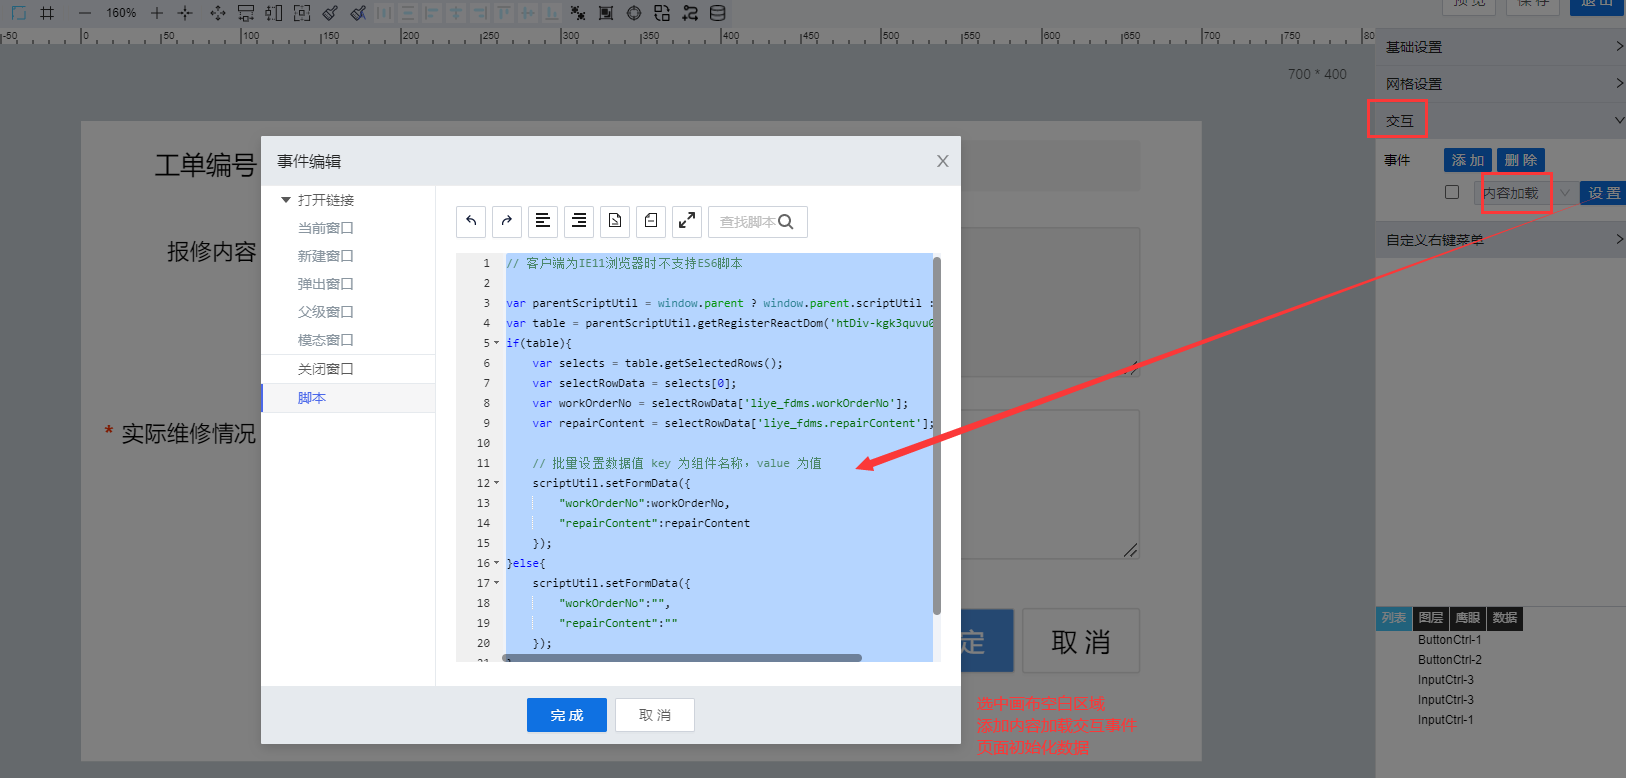 160%
预 览
保 存
退 出
-50
0
50
100
150
200
250
300
350
400
450
500
550
600
650
700
750
80
700 * 400
基础设置
网格设置
交互
事件
添 加
删 除
内容加载
设 置
自定义右键菜单
工单编号
报修内容
* 实际维修情况
事件编辑
打开链接
当前窗口
新建窗口
弹出窗口
父级窗口
模态窗口
关闭窗口
脚本
查找脚本
1 // 客户端为IE11浏览器时不支持ES6脚本
2
3 var parentScriptUtil = window.parent ? window.parent.scriptUtil :
4 var table = parentScriptUtil.getRegisterReactDom('htDiv-kgk3quvu0
5 if(table){
6 var selects = table.getSelectedRows();
7 var selectRowData = selects[0];
8 var workOrderNo = selectRowData['liye_fdms.workOrderNo'];
9 var repairContent = selectRowData['liye_fdms.repairContent'];
10
11 // 批量设置数据值 key 为组件名称，value 为值
12 scriptUtil.setFormData({
13 "workOrderNo":workOrderNo,
14 "repairContent":repairContent
15 });
16 }else{
17 scriptUtil.setFormData({
18 "workOrderNo":"",
19 "repairContent":""
20 });
21
完 成
取 消
定
取 消
选中画布空白区域
添加内容加载交互事件
页面初始化数据
列表
图层
鹰眼
数据
ButtonCtrl-1
ButtonCtrl-2
InputCtrl-3
InputCtrl-3
InputCtrl-1